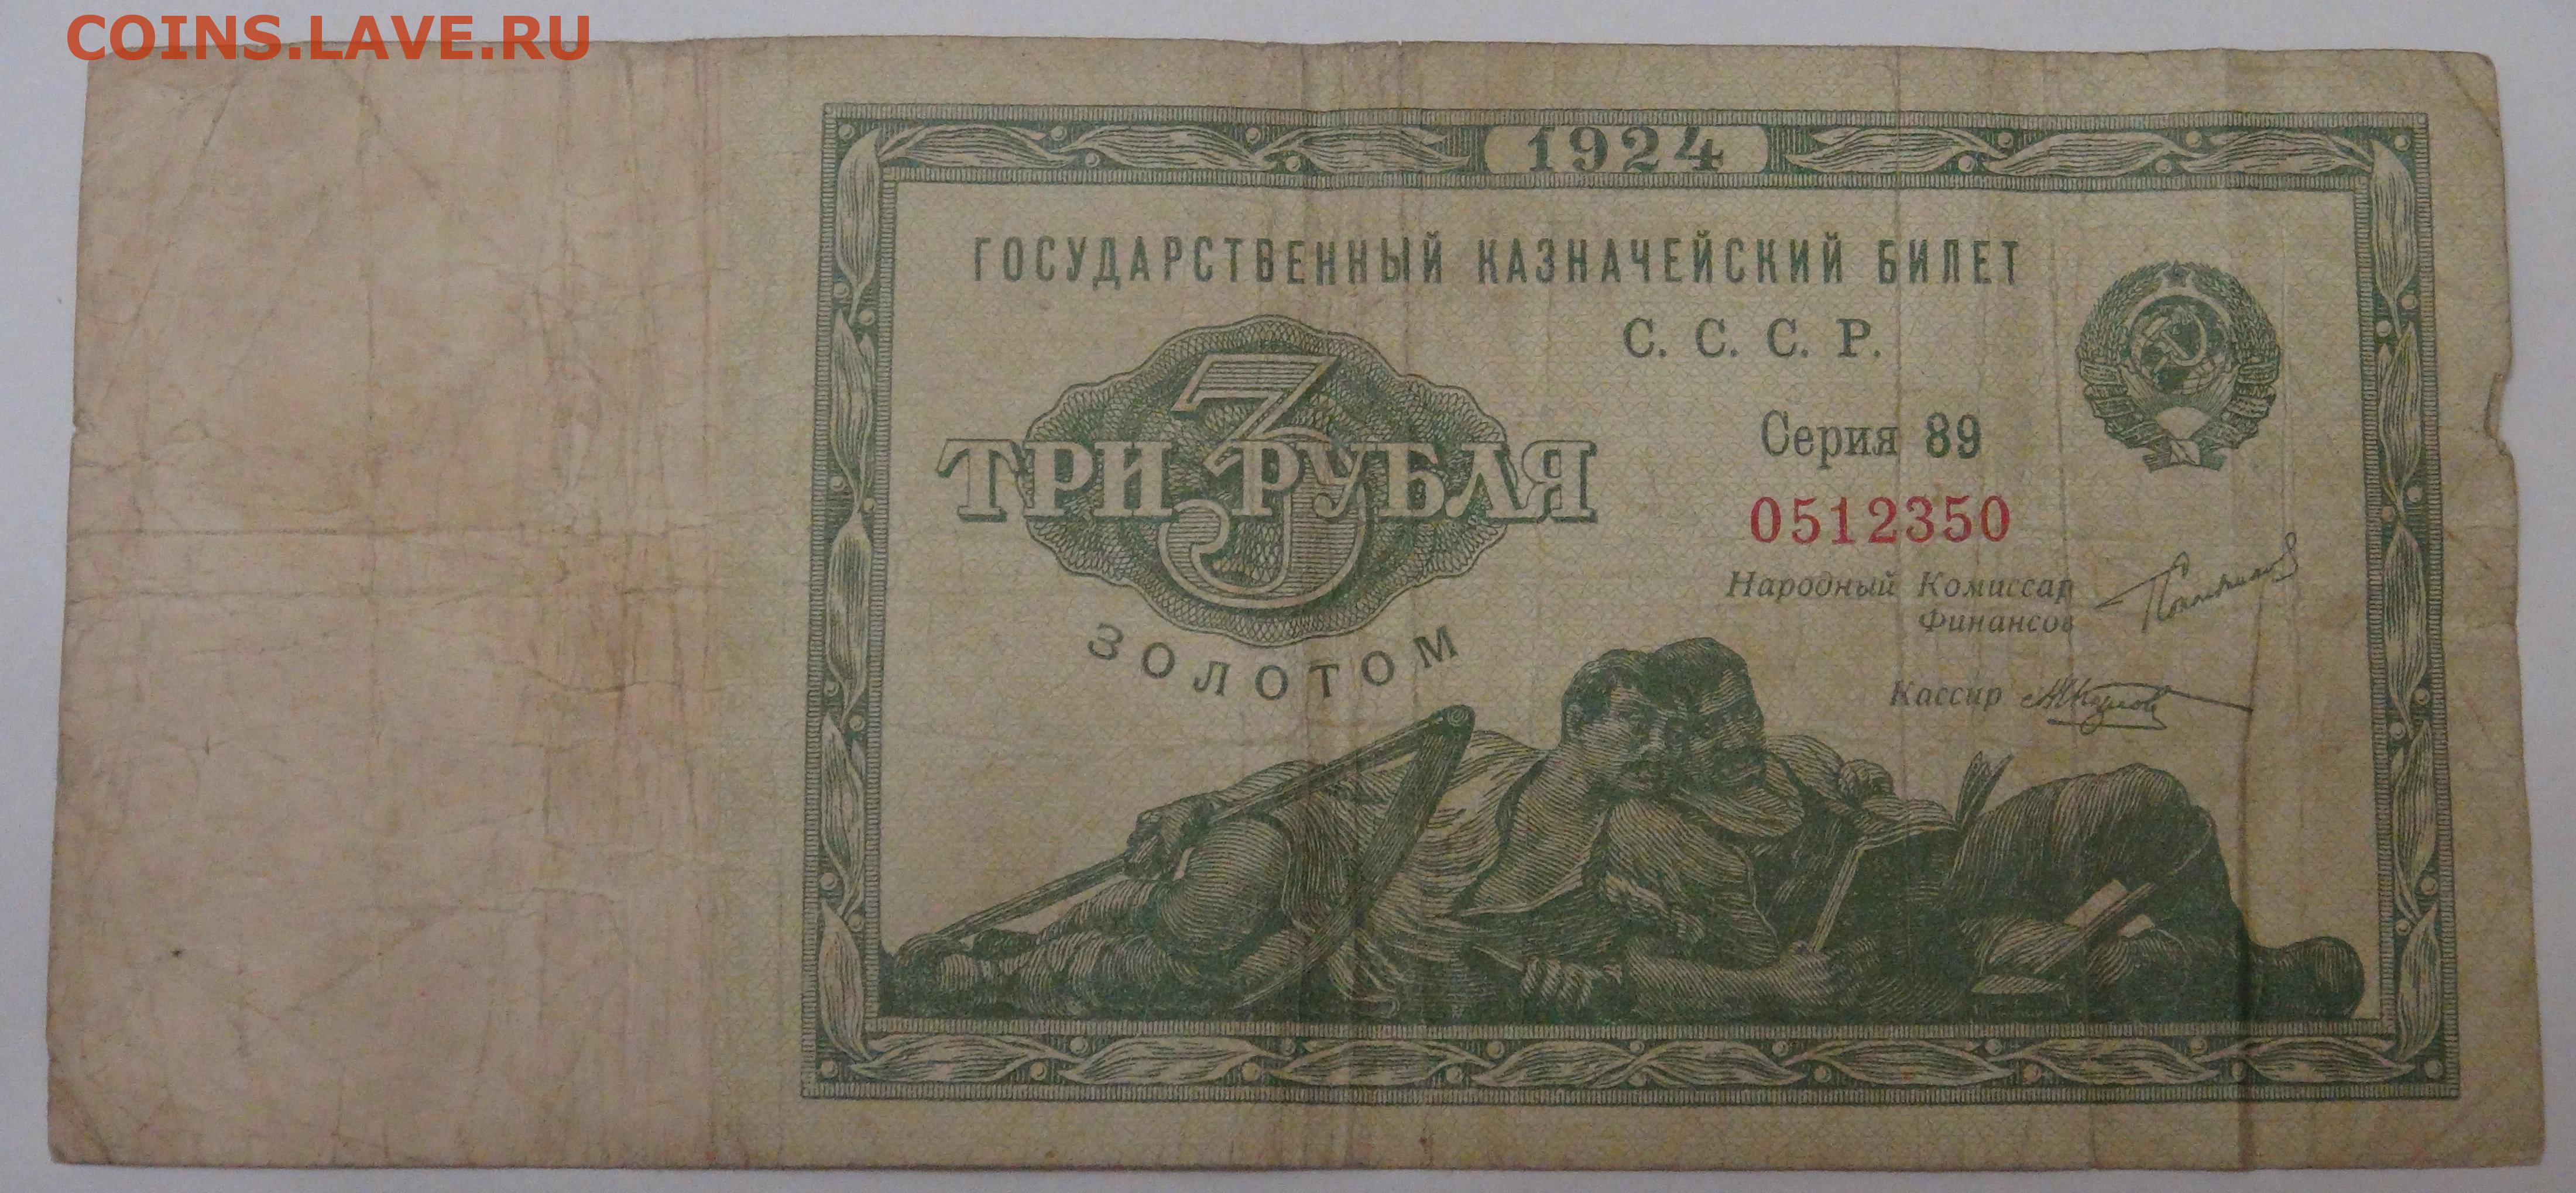 COINS.LAVE.RU
1924
ГОСУДАРСТВЕННЫЙ КАЗНАЧЕЙСКИЙ БИЛЕТ
С. С. С. Р.
3
ТРИ РУБЛЯ
ЗОЛОТОМ
Серия 89
0512350
Народный Комиссар
Финансов
Кассир